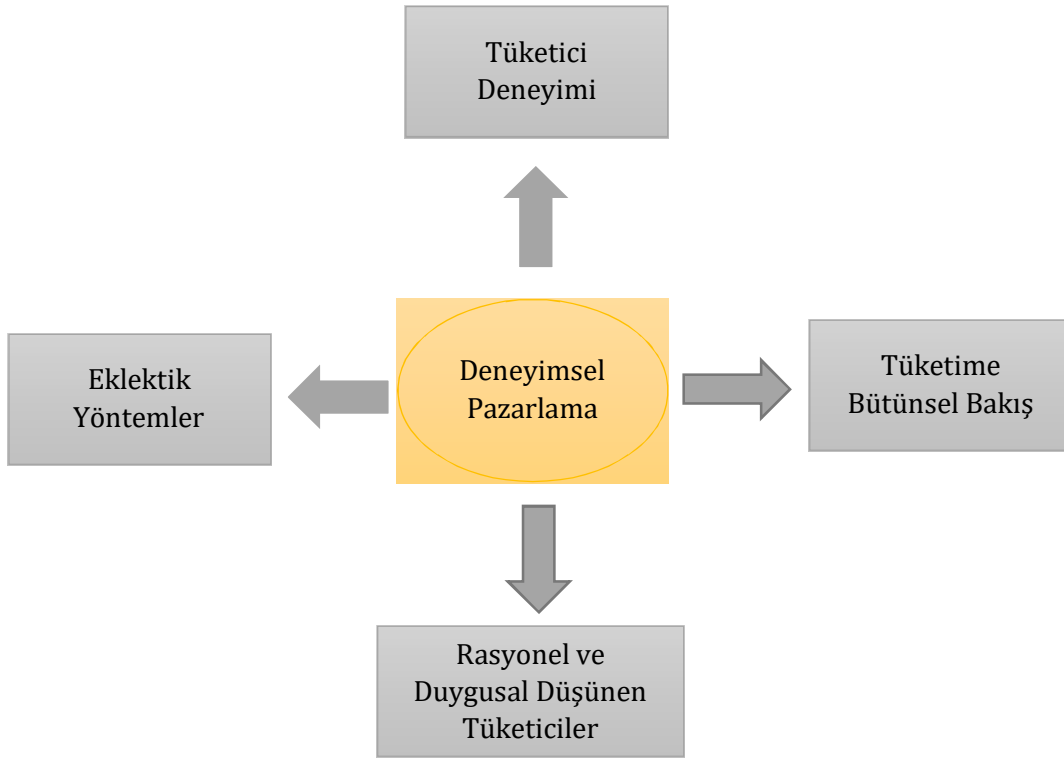 Tüketici
Deneyimi
Eklektik
Yöntemler
Deneyimsel
Pazarlama
Tüketime
Bütünsel Bakış
Rasyonel ve
Duygusal Düşünen
Tüketiciler